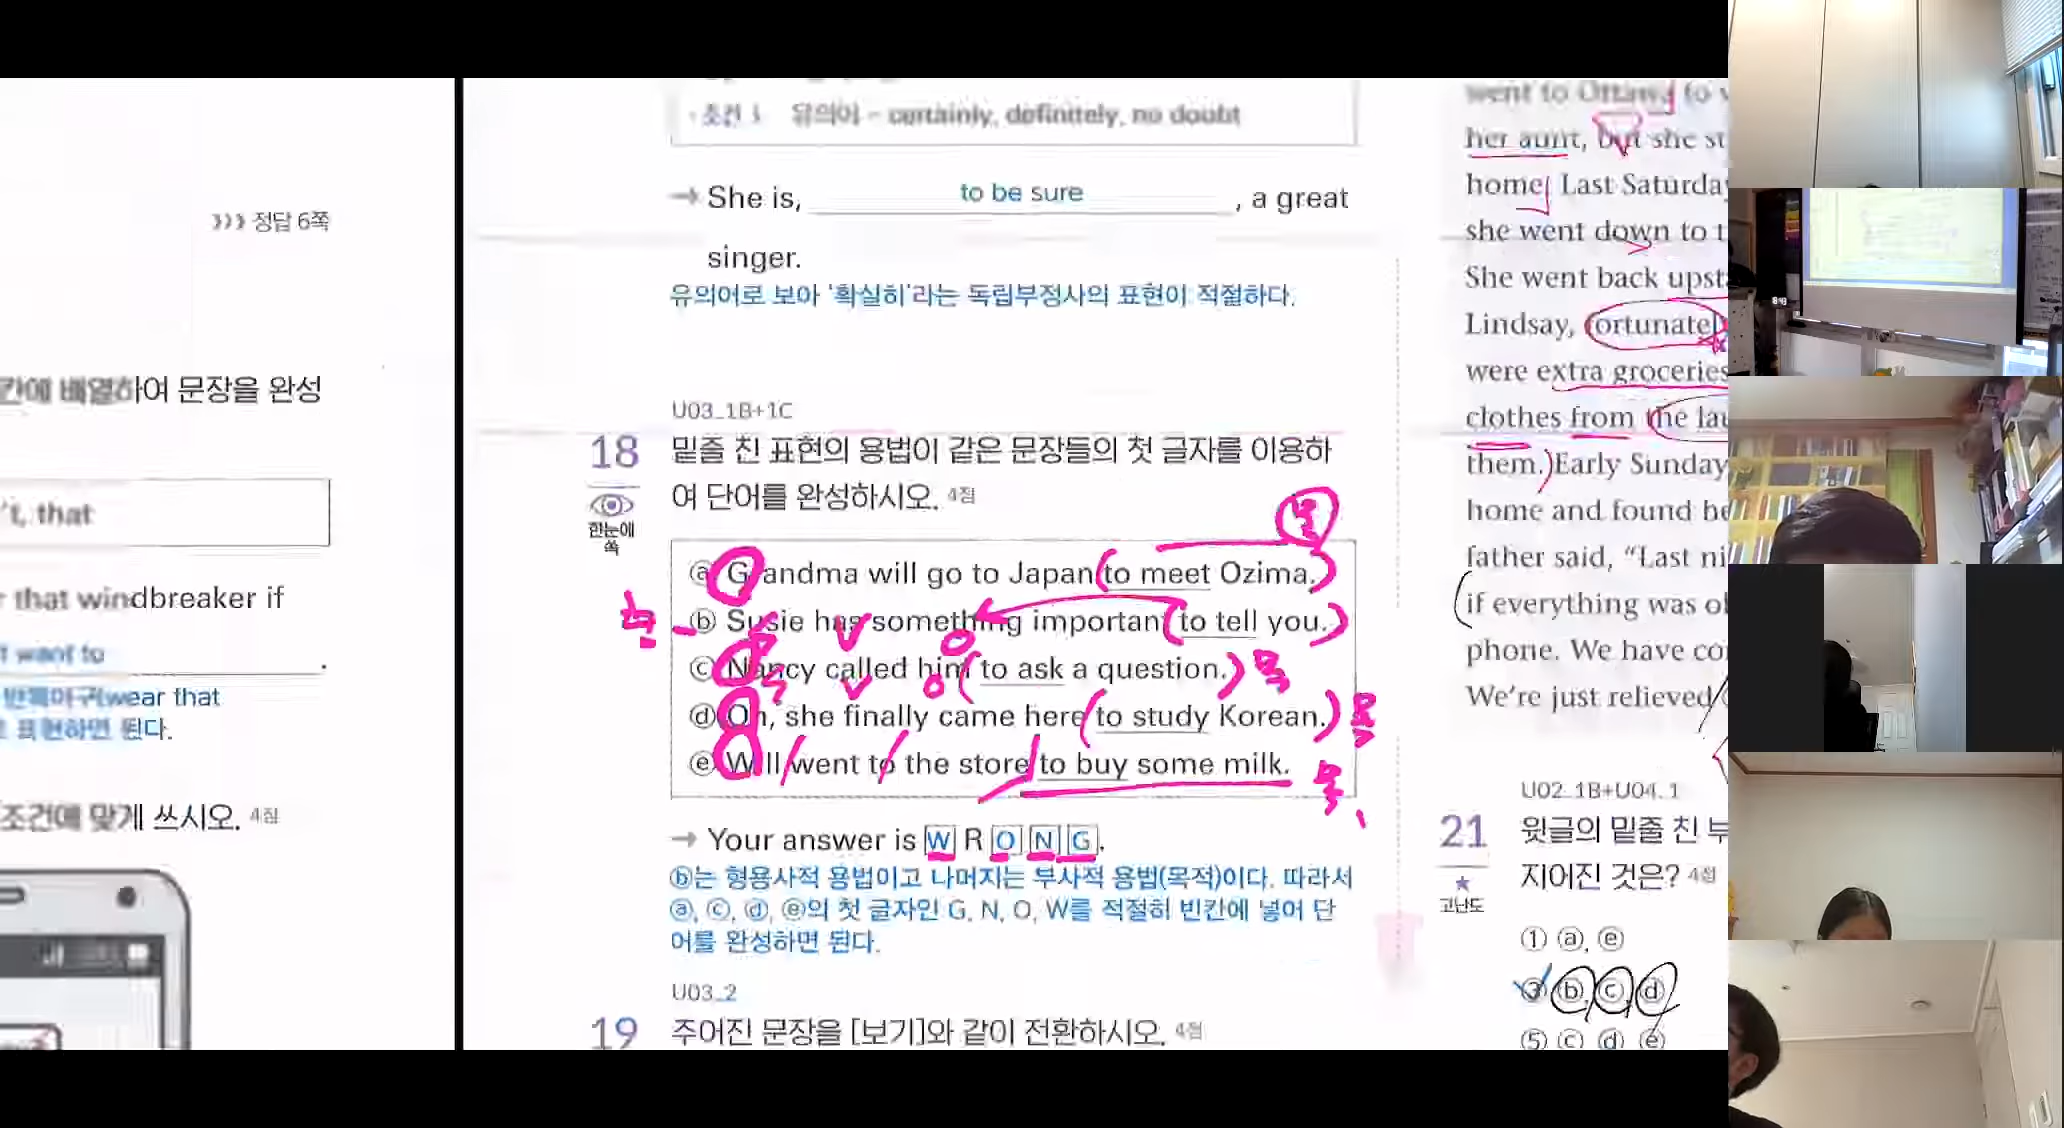 >>> 정답 6쪽
칸에 배열하여 문장을 완성
't, that
r that windbreaker if
t want to
wear that
표현하면 된다.
조건에 맞게 쓰시오. 4점
· 조건 3 유의어 – certainly, definitely, no doubt
→ She is, to be sure , a great
singer.
유의어로 보아 '확실히'라는 독립부정사의 표현이 적절하다.
U03_1B+1C
18 밑줄 친 표현의 용법이 같은 문장들의 첫 글자를 이용하
여 단어를 완성하시오. 4점
한눈에
쏙
ⓐ Grandma will go to Japan to meet Ozima.
ⓑ Susie has something important to tell you.
ⓒ Nancy called him to ask a question.
ⓓ Oh, she finally came here to study Korean.
ⓔ Will went to the store to buy some milk.
→ Your answer is W R O N G.
ⓑ는 형용사적 용법이고 나머지는 부사적 용법(목적)이다. 따라서
ⓐ, ⓒ, ⓓ, ⓔ의 첫 글자인 G, N, O, W를 적절히 빈칸에 넣어 단
어를 완성하면 된다.
U03_2
19 주어진 문장을 [보기]와 같이 전환하시오. 4점
went to Ottawa to
her aunt, but she st
home. Last Saturday
she went down to t
She went back upst
Lindsay, fortunately
were extra groceries
clothes from the lau
them. Early Sunday
home and found he
father said, “Last ni
if everything was o
phone. We have co
We're just relieved
U02_1B+U04_1
21 윗글의 밑줄 친 부
지어진 것은? 4점
고난도
① ⓐ, ⓔ
③ ⓑ, ⓒ, ⓓ
⑤ ⓒ, ⓓ, ⓔ